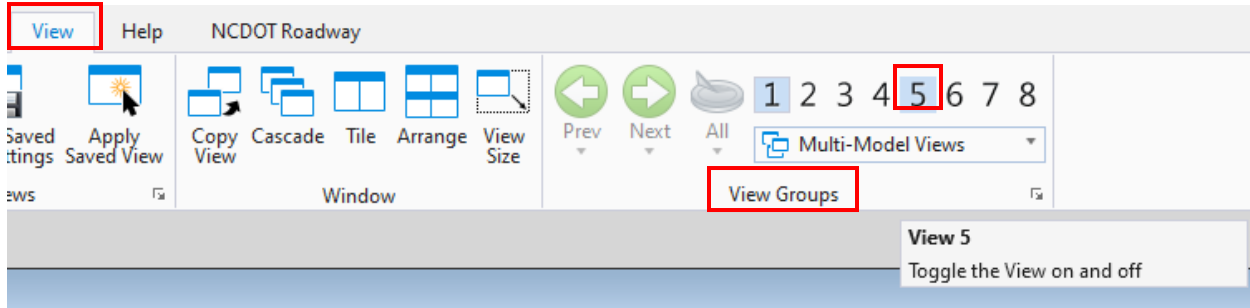 View Help NCDOT Roadway
Saved Apply Copy Cascade Tile Arrange View Prev Next All 1 2 3 4 5 6 7 8
ttings Saved View View Size Multi-Model Views
ews Window View Groups
View 5
Toggle the View on and off